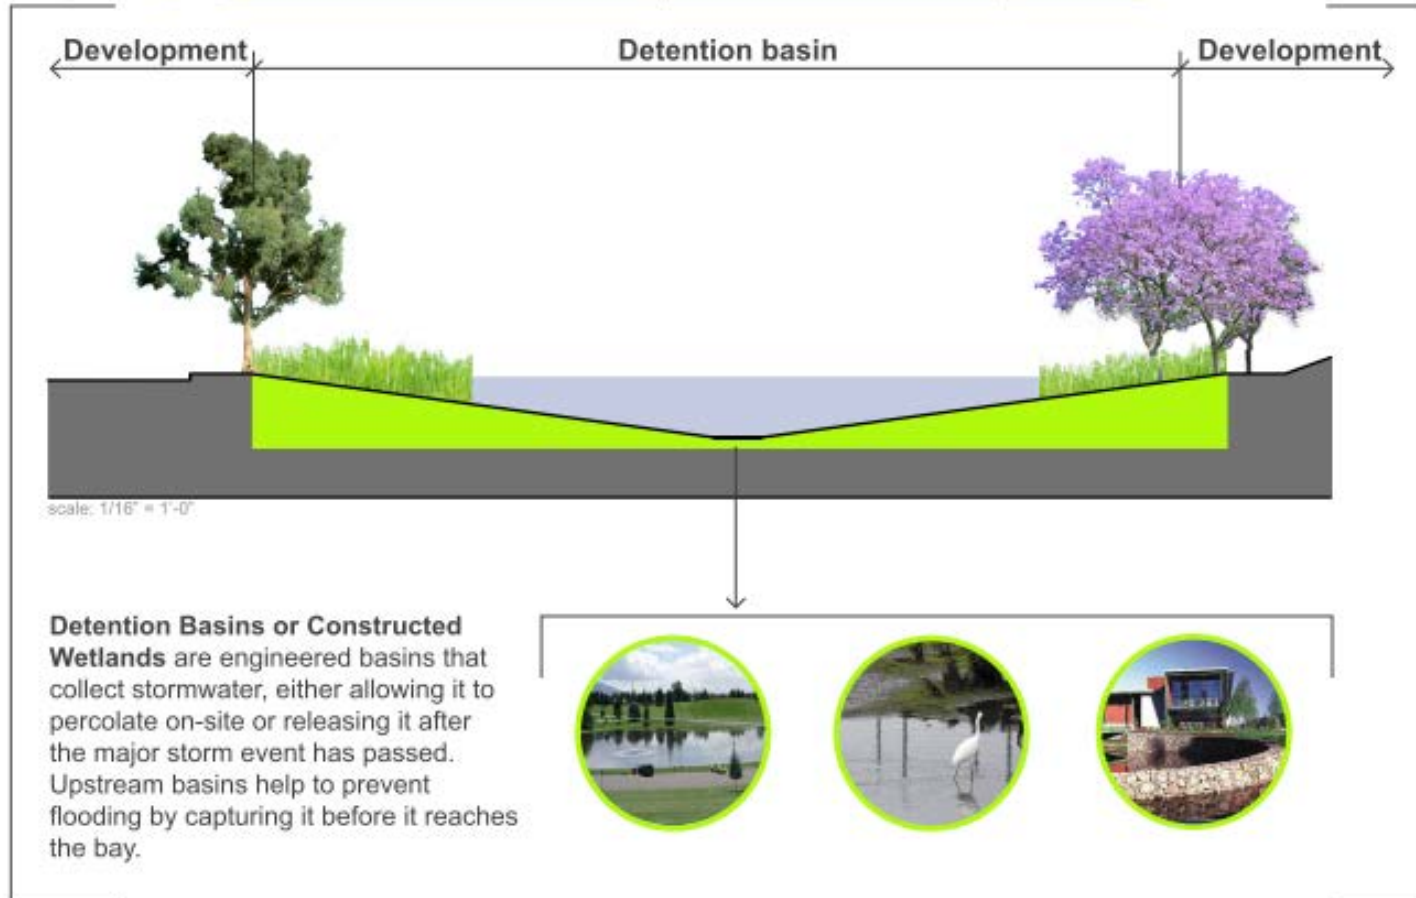 Development
Detention basin
Development
scale: 1/16" = 1'-0"
Detention Basins or Constructed
Wetlands are engineered basins that
collect stormwater, either allowing it to
percolate on-site or releasing it after
the major storm event has passed.
Upstream basins help to prevent
flooding by capturing it before it reaches
the bay.